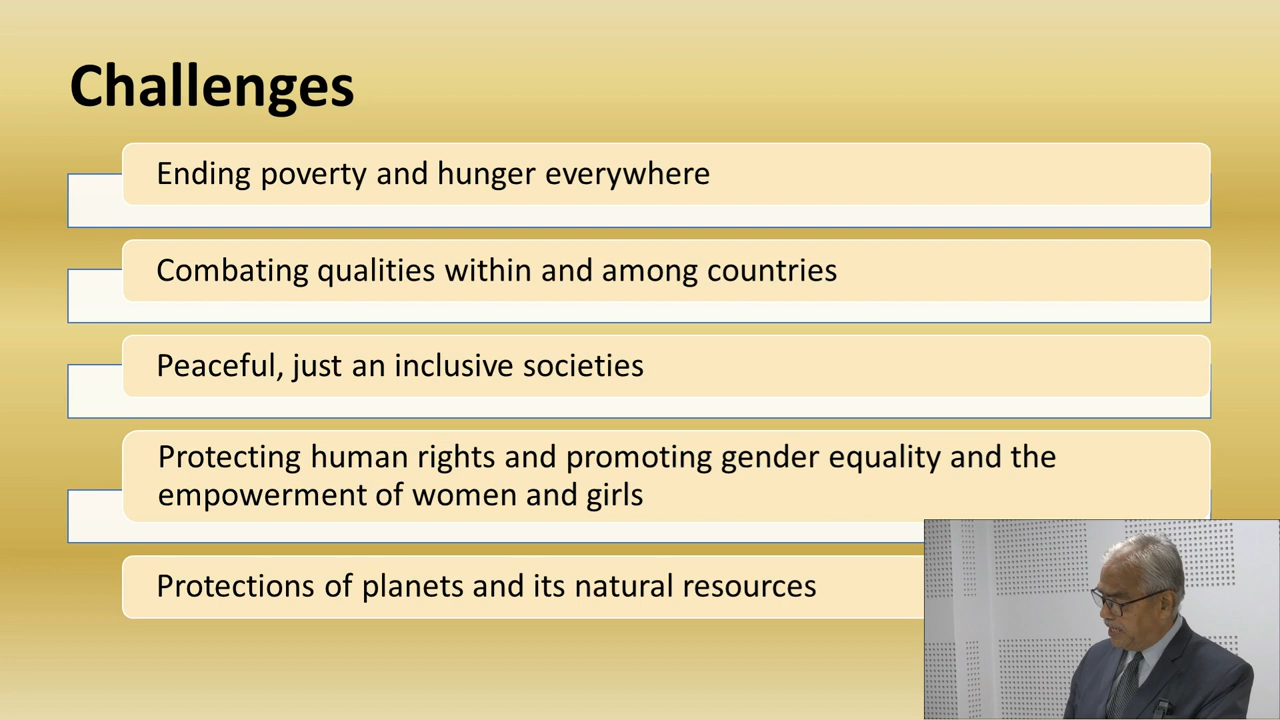 Challenges
Ending poverty and hunger everywhere
Combating qualities within and among countries
Peaceful, just an inclusive societies
Protecting human rights and promoting gender equality and the
empowerment of women and girls
Protections of planets and its natural resources